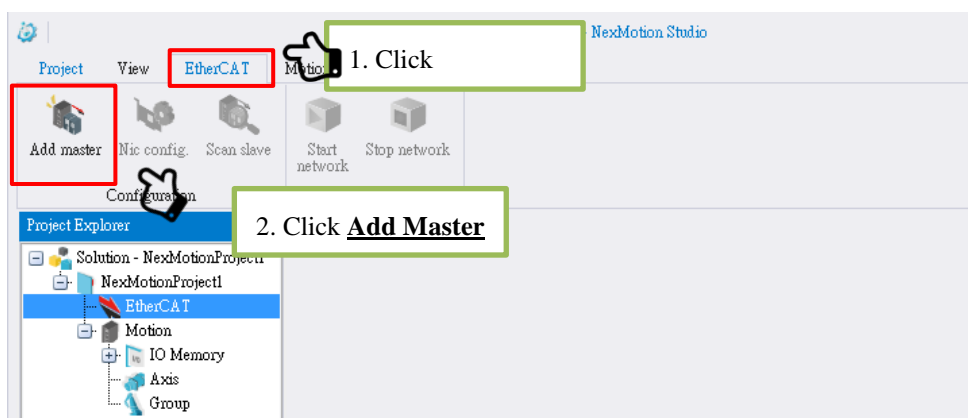 NexMotion Studio
Project View EtherCAT Motion
1. Click
Add master Nic config. Scan slave Start network Stop network
Configuration
2. Click Add Master
Project Explorer
Solution - NexMotionProject1
NexMotionProject1
EtherCAT
Motion
IO Memory
Axis
Group